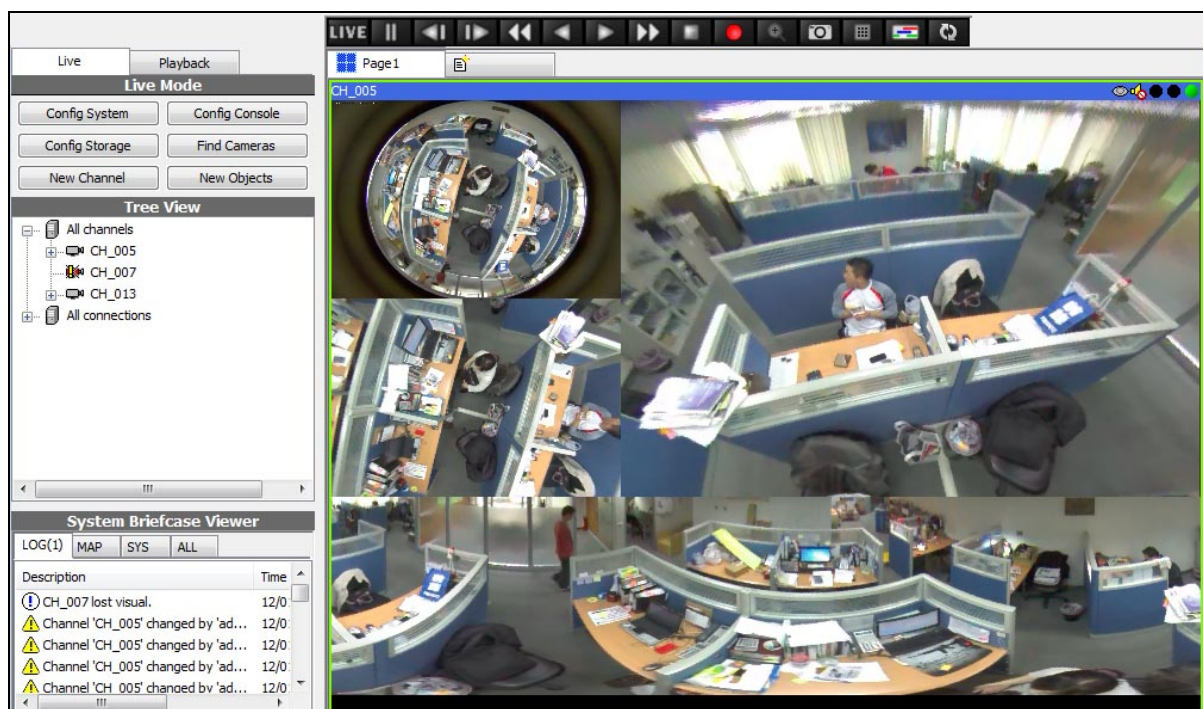 LIVE
Live Playback
Page1
Live Mode
CH_005
Config System Config Console
Config Storage Find Cameras
New Channel New Objects
Tree View
All channels
CH_005
CH_007
CH_013
All connections
System Briefcase Viewer
LOG(1) MAP SYS ALL
Description Time
CH_007 lost visual. 12/0
Channel 'CH_005' changed by 'ad... 12/0
Channel 'CH_005' changed by 'ad... 12/0
Channel 'CH_005' changed by 'ad... 12/0
Channel 'CH_005' changed by 'ad... 12/0